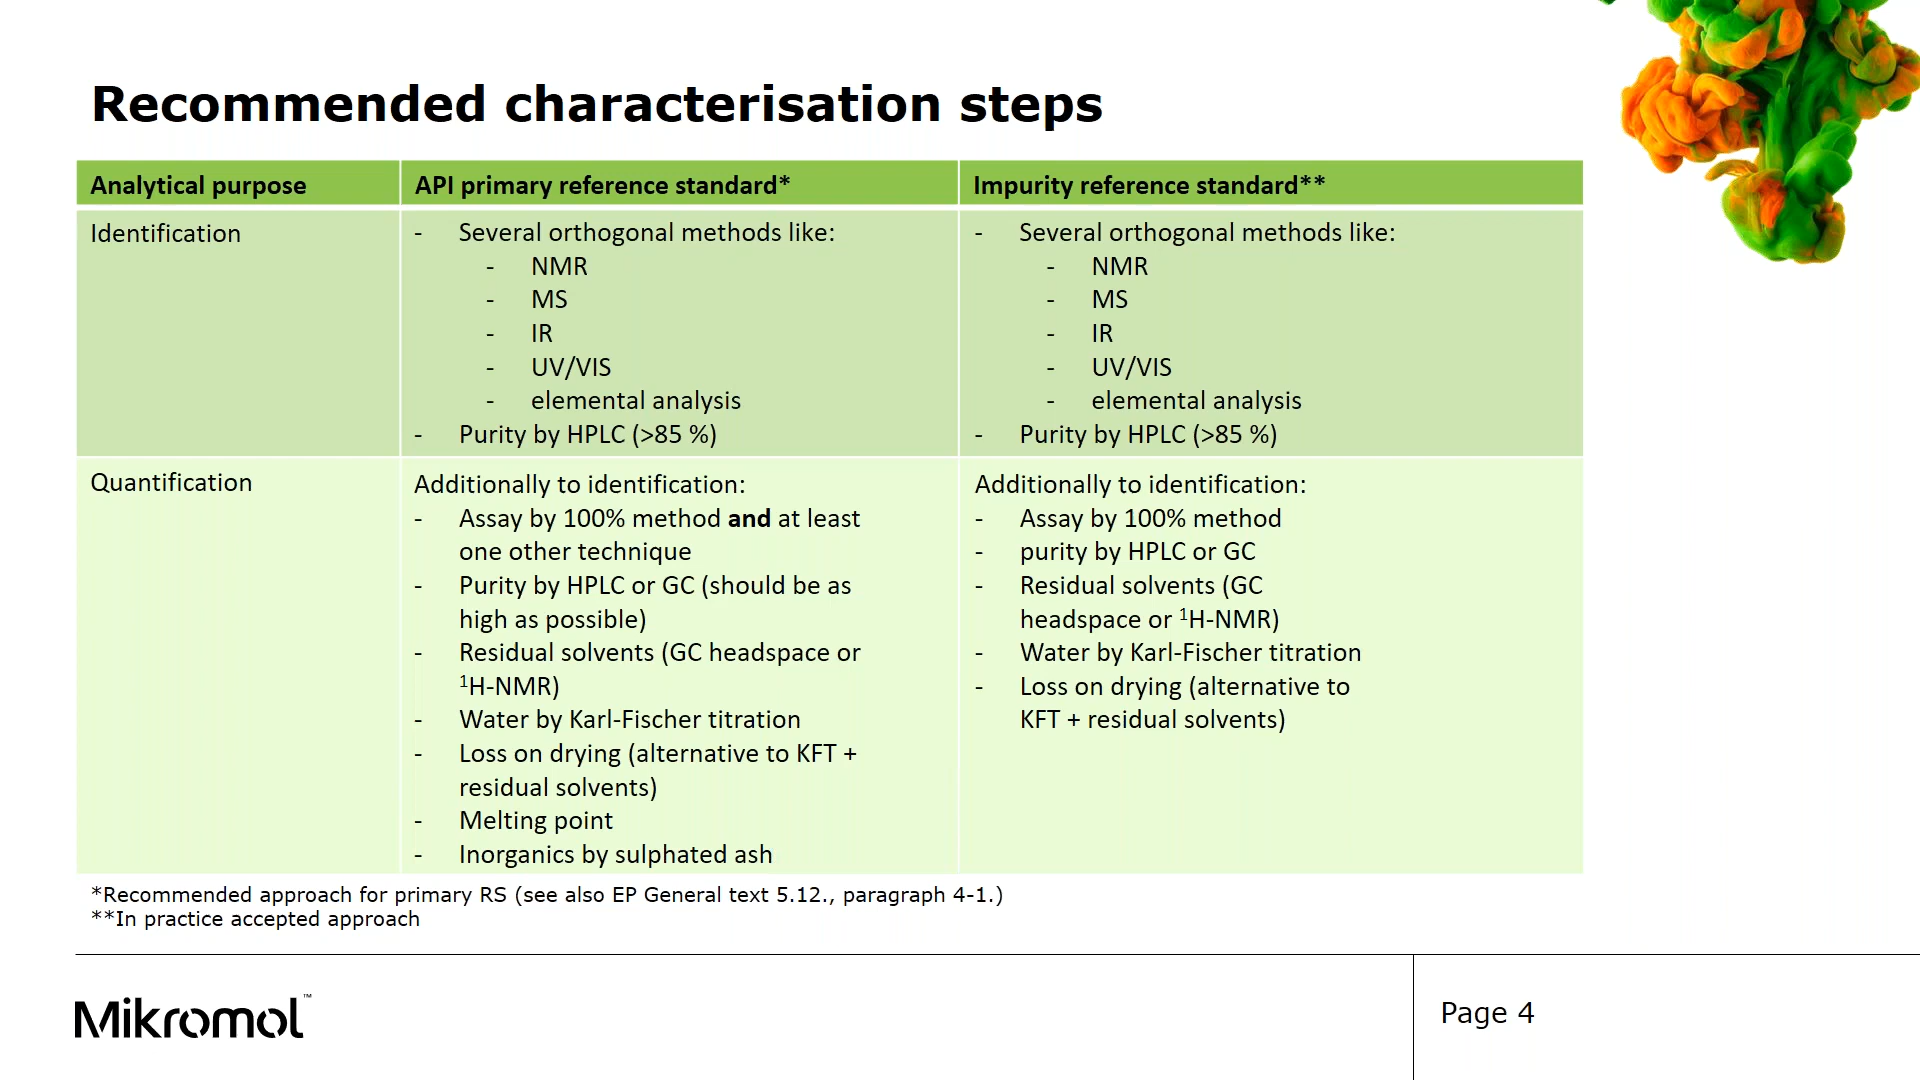 Recommended characterisation steps
Analytical purpose
API primary reference standard*
Impurity reference standard**
Identification
- Several orthogonal methods like:
- NMR
- MS
- IR
- UV/VIS
- elemental analysis
- Purity by HPLC (>85 %)
- Several orthogonal methods like:
- NMR
- MS
- IR
- UV/VIS
- elemental analysis
- Purity by HPLC (>85 %)
Quantification
Additionally to identification:
- Assay by 100% method and at least
one other technique
- Purity by HPLC or GC (should be as
high as possible)
- Residual solvents (GC headspace or
¹H-NMR)
- Water by Karl-Fischer titration
- Loss on drying (alternative to KFT +
residual solvents)
- Melting point
- Inorganics by sulphated ash
Additionally to identification:
- Assay by 100% method
- purity by HPLC or GC
- Residual solvents (GC
headspace or ¹H-NMR)
- Water by Karl-Fischer titration
- Loss on drying (alternative to
KFT + residual solvents)
*Recommended approach for primary RS (see also EP General text 5.12., paragraph 4-1.)
**In practice accepted approach
Mikromol™
Page 4